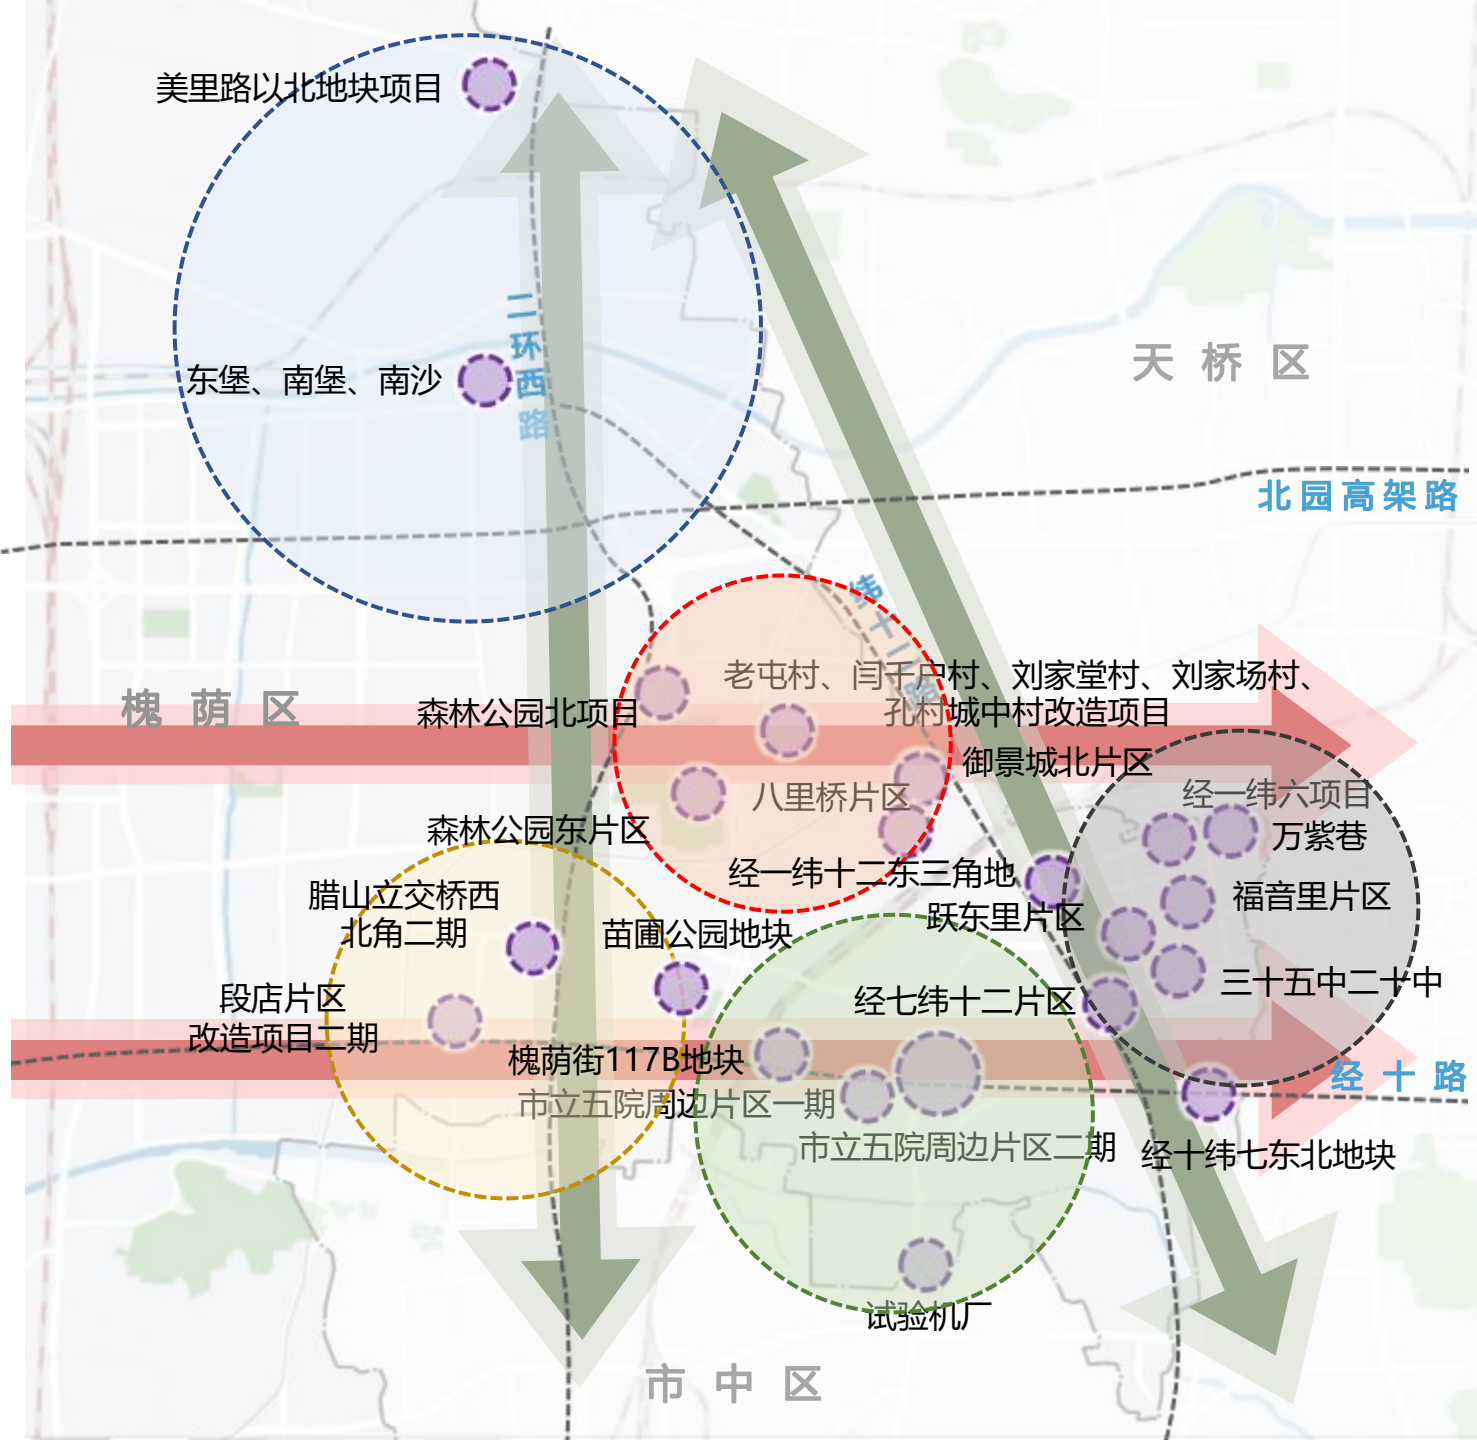 美里路以北地块项目
二环西路
东堡、南堡、南沙
天桥区
北园高架路
纬十二路
老屯村、闫千户村、刘家堂村、刘家场村、
孔村城中村改造项目
槐荫区
森林公园北项目
御景城北片区
八里桥片区
经一纬六项目
森林公园东片区
万紫巷
经一纬十二东三角地
腊山立交桥西
北角二期
福音里片区
跃东里片区
苗圃公园地块
三十五中二十中
段店片区
改造项目二期
经七纬十二片区
槐荫街117B地块
经十路
市立五院周边片区一期
市立五院周边片区二期
经十纬七东北地块
试验机厂
市中区